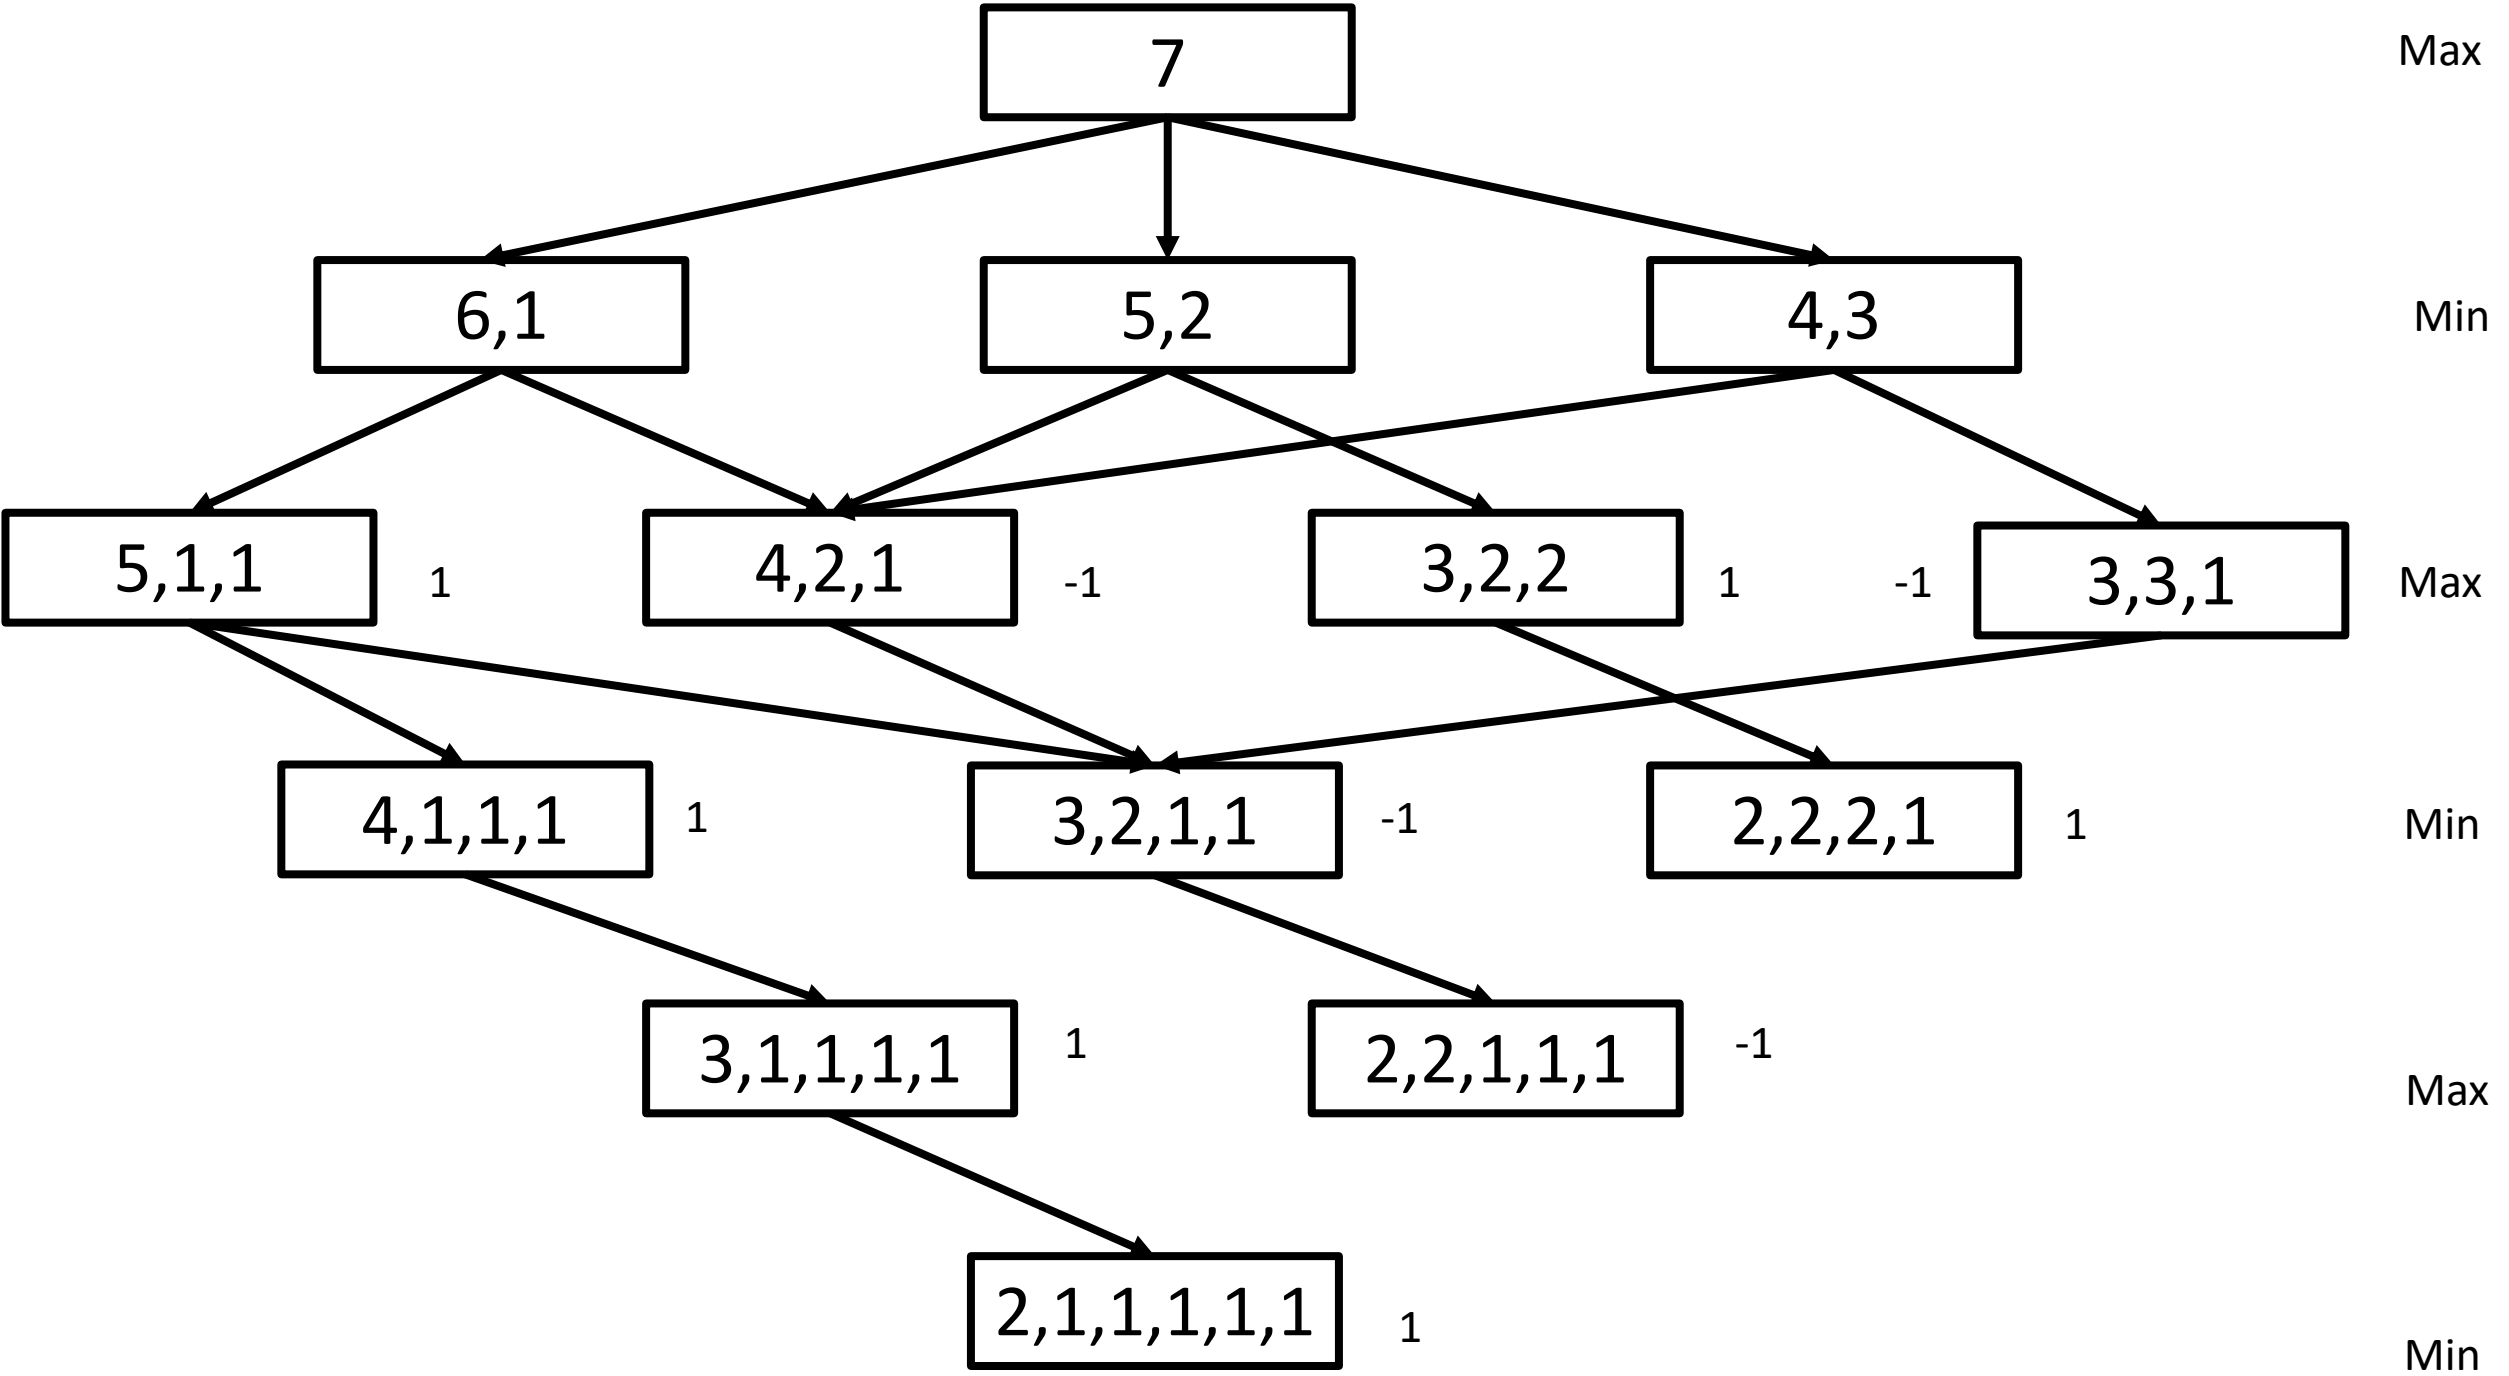 7 Max
6,1 5,2 4,3 Min
5,1,1 1 4,2,1 -1 3,2,2 1 -1 3,3,1 Max
4,1,1,1 1 3,2,1,1 -1 2,2,2,1 1 Min
3,1,1,1,1 1 2,2,1,1,1 -1 Max
2,1,1,1,1,1 1 Min